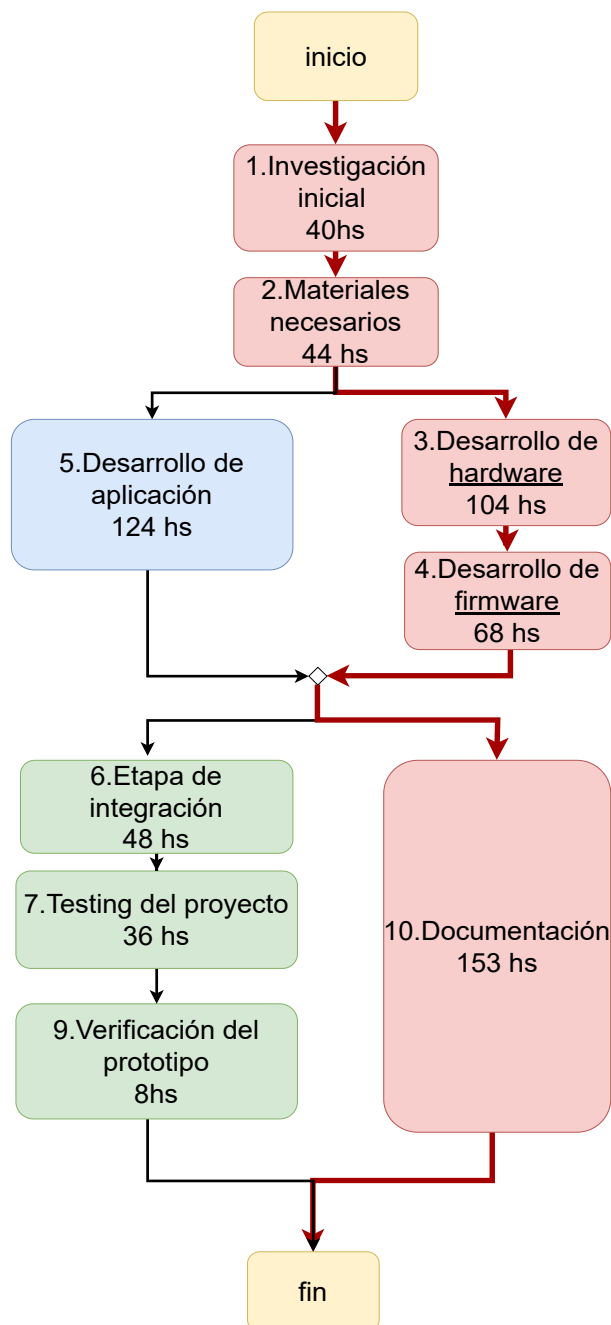 inicio
1.Investigación
inicial
40hs
2.Materiales
necesarios
44 hs
5.Desarrollo de
aplicación
124 hs
3.Desarrollo de
hardware
104 hs
4.Desarrollo de
firmware
68 hs
6.Etapa de
integración
48 hs
7.Testing del proyecto
36 hs
9.Verificación del
prototipo
8hs
10.Documentación
153 hs
fin